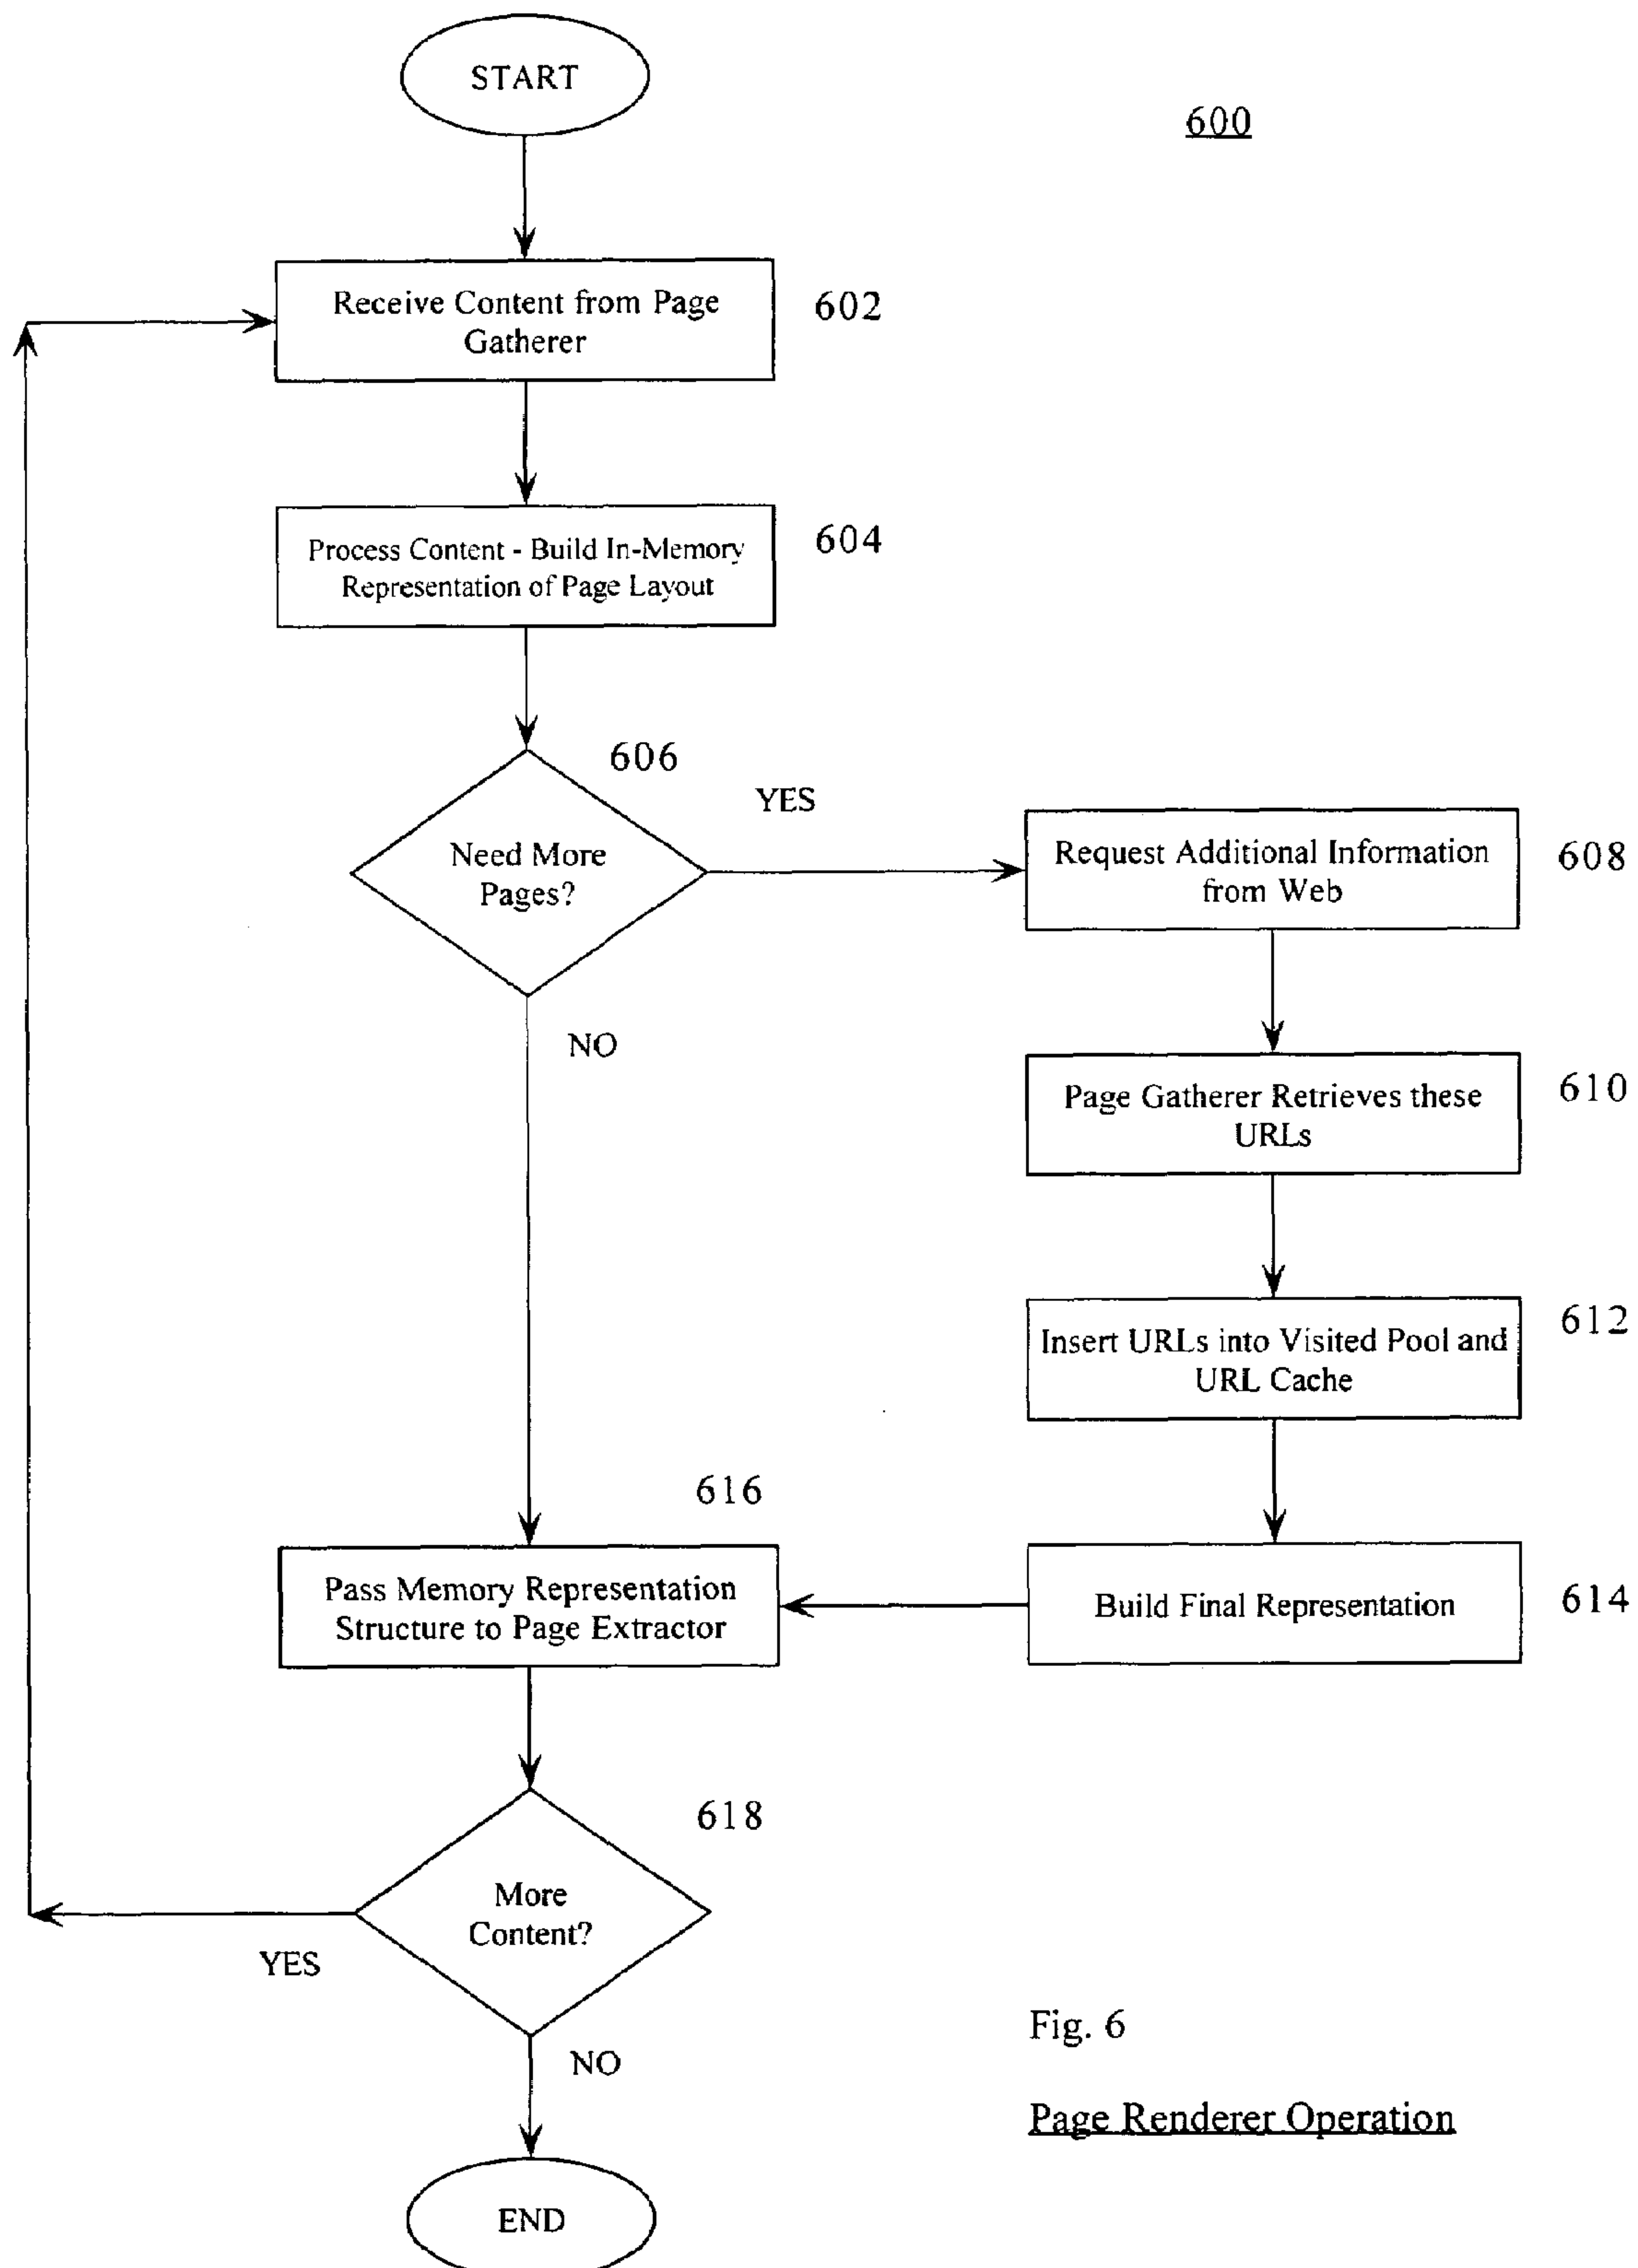 START
600
Receive Content from Page
Gatherer
602
Process Content - Build In-Memory
Representation of Page Layout
604
606
Need More
Pages?
YES
NO
Request Additional Information
from Web
608
Page Gatherer Retrieves these
URLs
610
Insert URLs into Visited Pool and
URL Cache
612
Build Final Representation
614
616
Pass Memory Representation
Structure to Page Extractor
618
More
Content?
YES
NO
END
Fig. 6
Page Renderer Operation